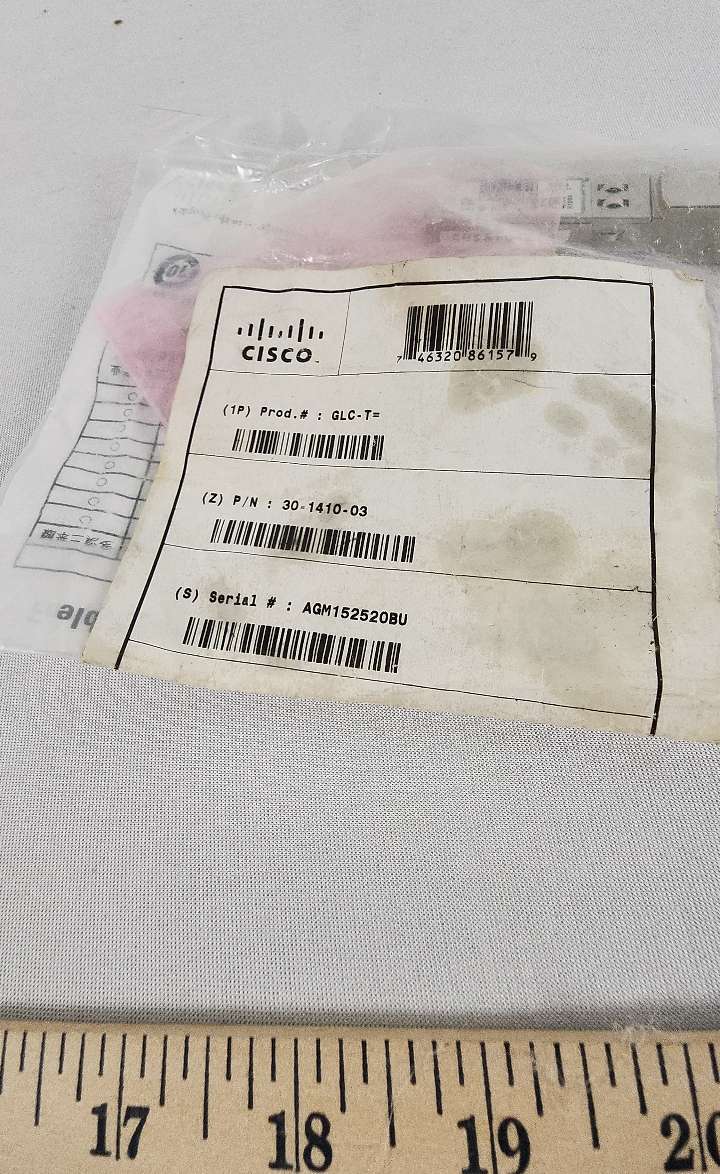 CISCO
7 46320 86157 9
(1P) Prod.# : GLC-T=
(Z) P/N : 30-1410-03
(S) Serial # : AGM152520BU
17 18 19 20